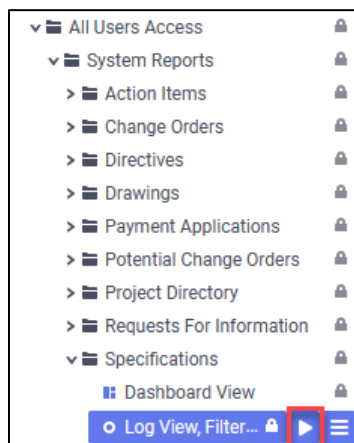 All Users Access
System Reports
Action Items
Change Orders
Directives
Drawings
Payment Applications
Potential Change Orders
Project Directory
Requests For Information
Specifications
Dashboard View
Log View, Filter...